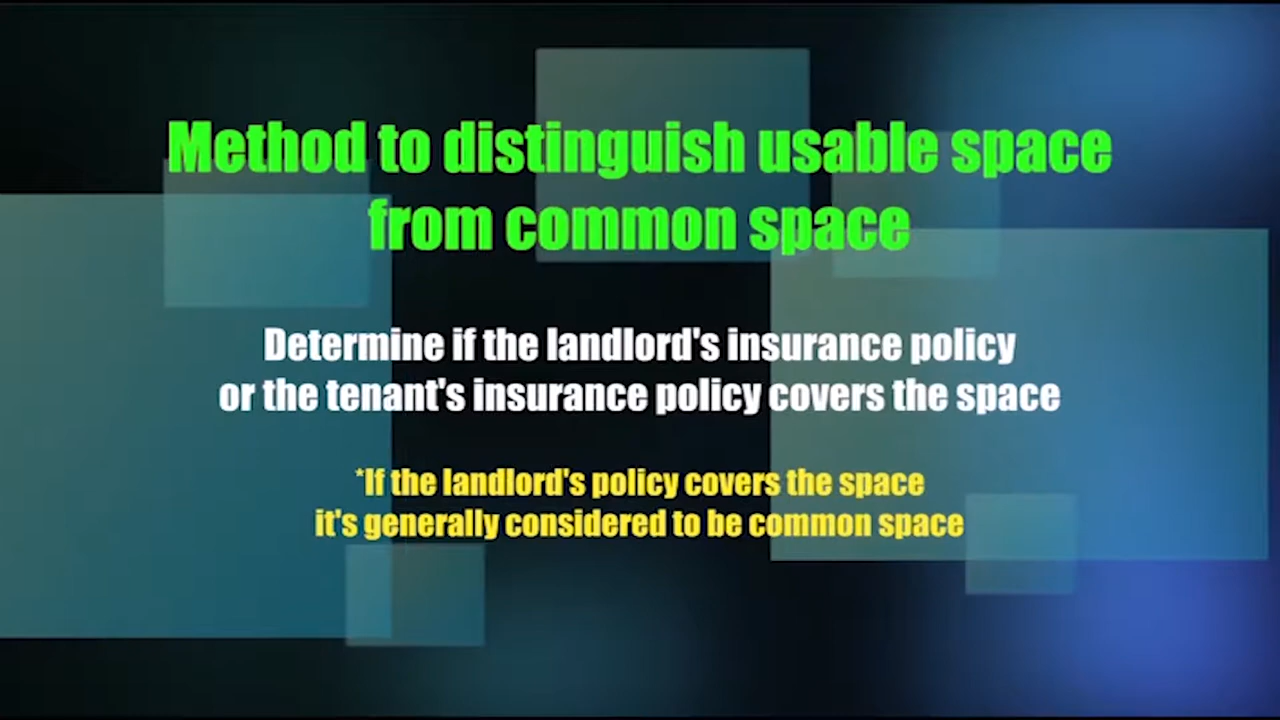 Method to distinguish usable space
from common space
Determine if the landlord's insurance policy
or the tenant's insurance policy covers the space
*If the landlord's policy covers the space
it's generally considered to be common space